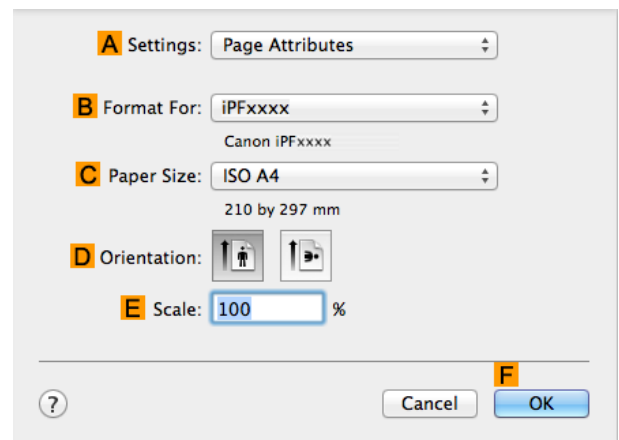 A Settings: Page Attributes
B Format For: iPFxxxx
Canon iPFxxxx
C Paper Size: ISO A4
210 by 297 mm
D Orientation:
E Scale: 100 %
F
? Cancel OK